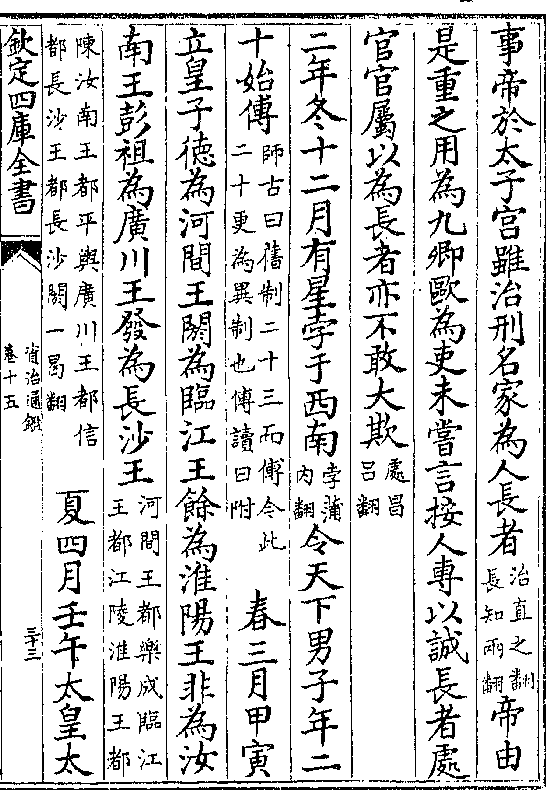 事帝於太子宮雖治刑名家為人長者治直之翻長知兩翻帝由
是重之用為九卿歐為吏未嘗言按人專以誠長者處
官官屬以為長者亦不敢大欺處昌吕翻
二年冬十二月有星孛于西南孛蒲内翻令天下男子年二
十始傅師古曰舊制二十三而傅今此二十更為異制也傅讀曰附春三月甲寅
立皇子徳為河間王閼為臨江王餘為淮陽王非為汝
南王彭祖為廣川王發為長沙王河間王都樂成臨江王都江陵淮陽王都
陳汝南王都平輿廣川王都信都長沙王都長沙閼一曷翻夏四月壬午太皇太
欽定四庫全書
資治通鑑
卷十五
三十三